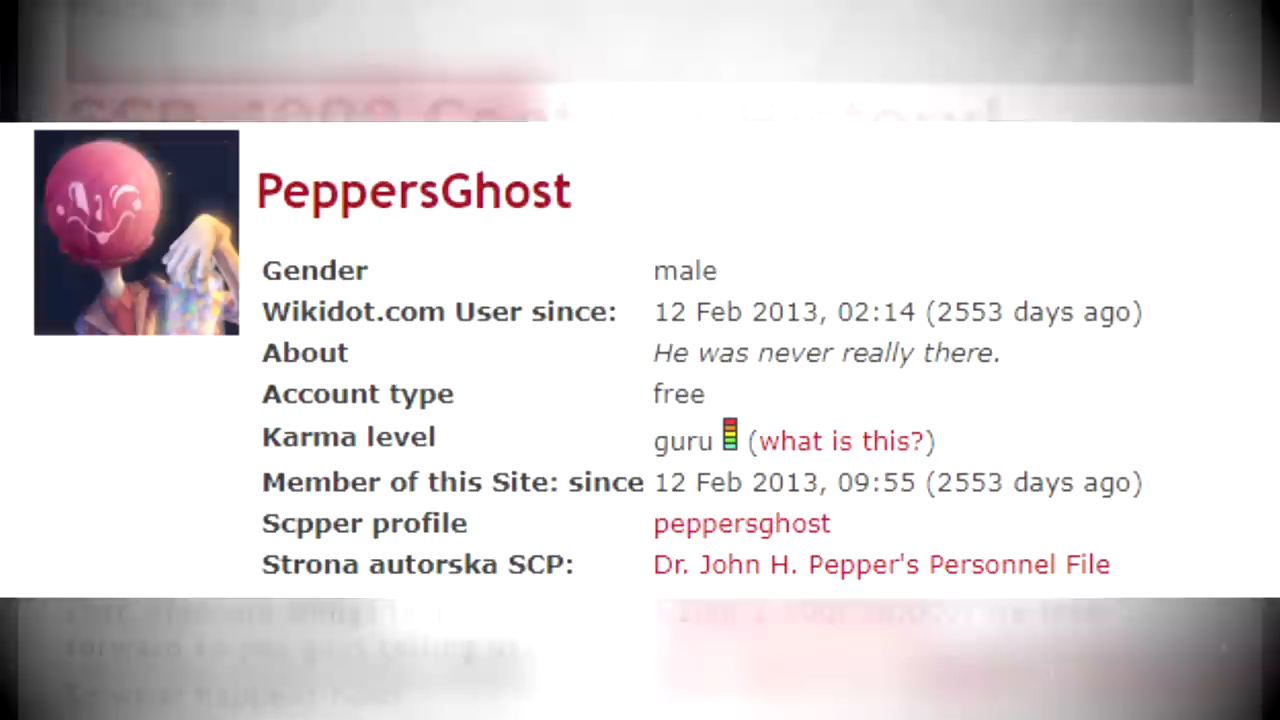 PeppersGhost
Gender male
Wikidot.com User since: 12 Feb 2013, 02:14 (2553 days ago)
About He was never really there.
Account type free
Karma level guru (what is this?)
Member of this Site: since 12 Feb 2013, 09:55 (2553 days ago)
Scpper profile peppersghost
Strona autorska SCP: Dr. John H. Pepper's Personnel File